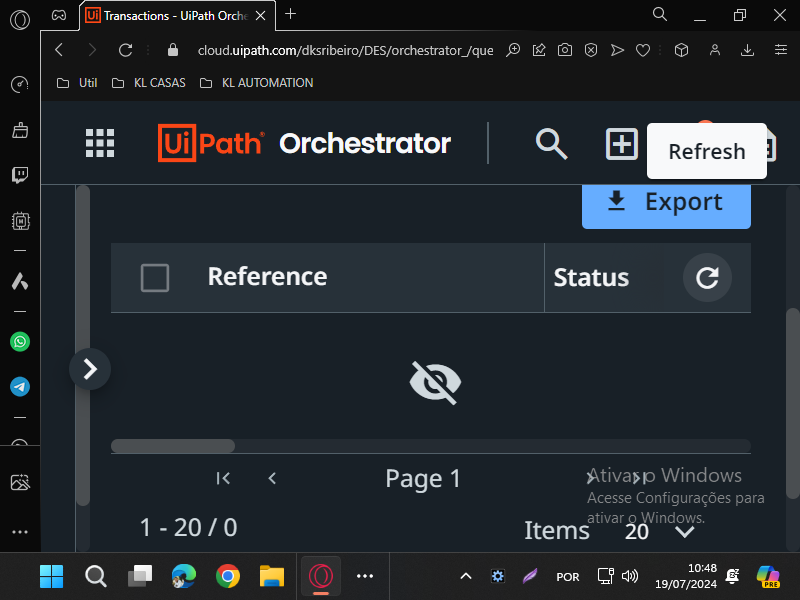 Transactions - UiPath Orche
cloud.uipath.com/dksribeiro/DES/orchestrator_/que
Util
KL CASAS
KL AUTOMATION
UiPath Orchestrator
Refresh
Export
Reference
Status
Page 1
Ativar o Windows
Acesse Configurações para
ativar o Windows.
1 - 20 / 0
Items
20
POR
10:48
19/07/2024
PRE